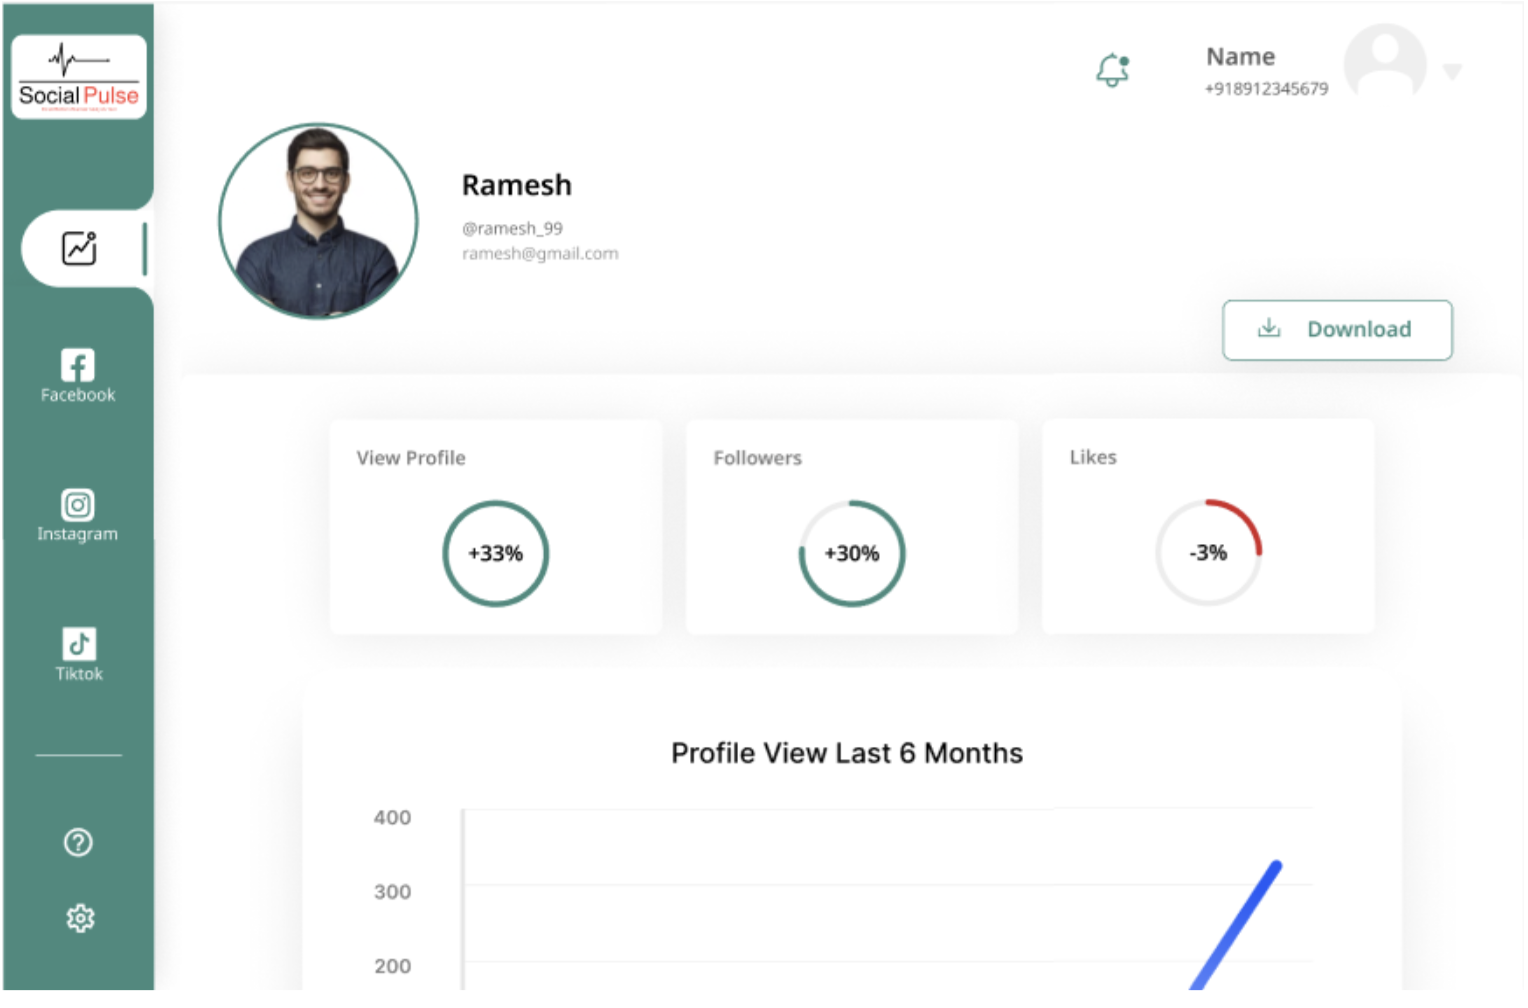 Social Pulse
Name
+918912345679
Ramesh
@ramesh_99
ramesh@gmail.com
Download
Facebook
Instagram
Tiktok
View Profile
+33%
Followers
+30%
Likes
-3%
Profile View Last 6 Months
400
300
200